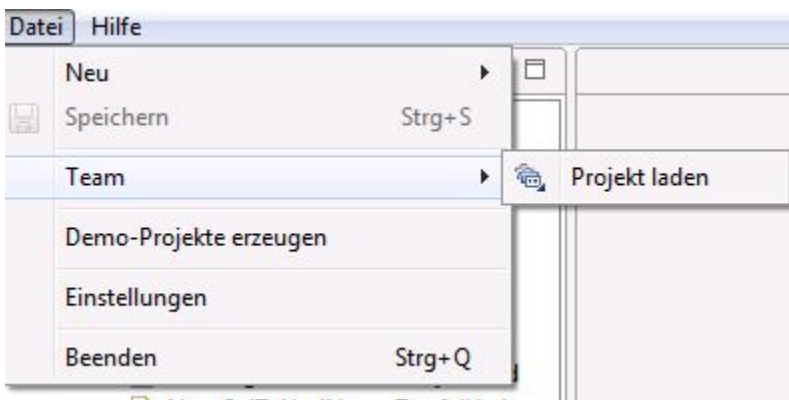 Datei Hilfe
Neu
Speichern Strg+S
Team
Projekt laden
Demo-Projekte erzeugen
Einstellungen
Beenden Strg+Q